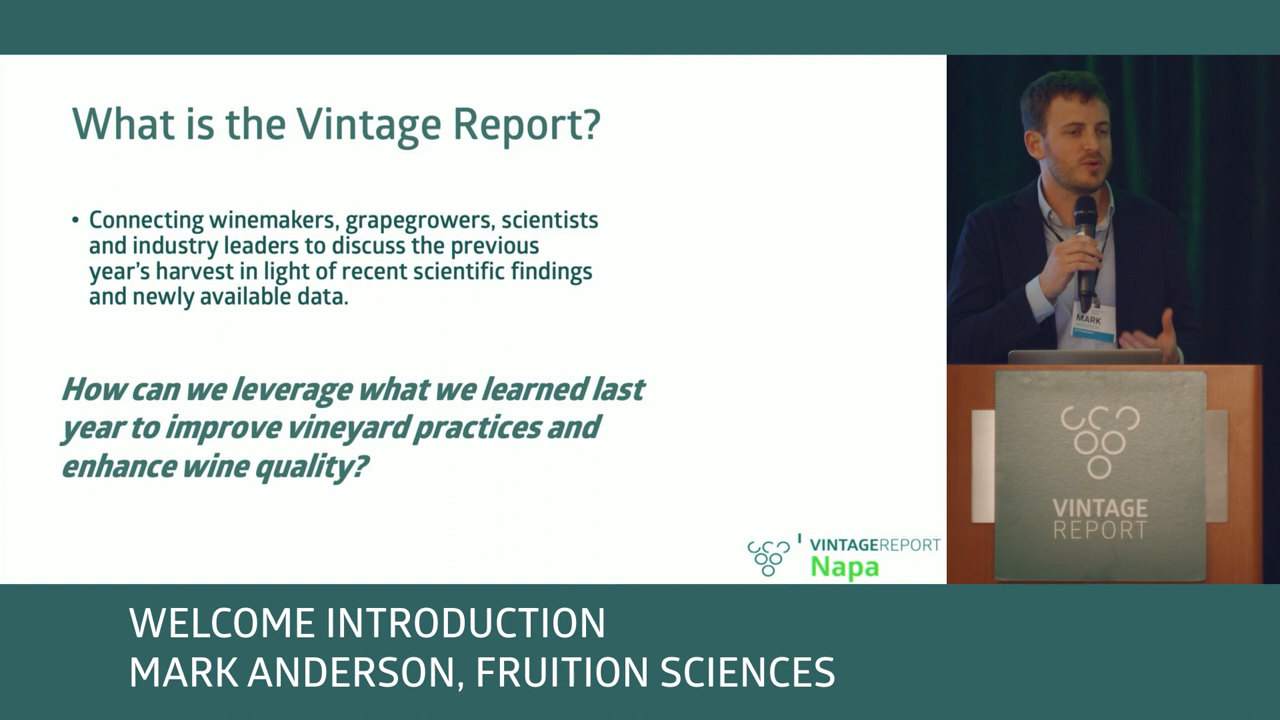 What is the Vintage Report?
• Connecting winemakers, grapegrowers, scientists
and industry leaders to discuss the previous
year's harvest in light of recent scientific findings
and newly available data.
How can we leverage what we learned last
year to improve vineyard practices and
enhance wine quality?
VINTAGEREPORT
Napa
MARK
VINTAGE
REPORT
WELCOME INTRODUCTION
MARK ANDERSON, FRUITION SCIENCES